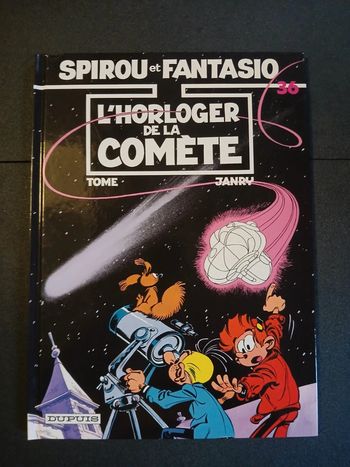 SPIROU et FANTASIO
36
L'HORLOGER
DE LA
COMÈTE
TOME JANRY
DUPUIS